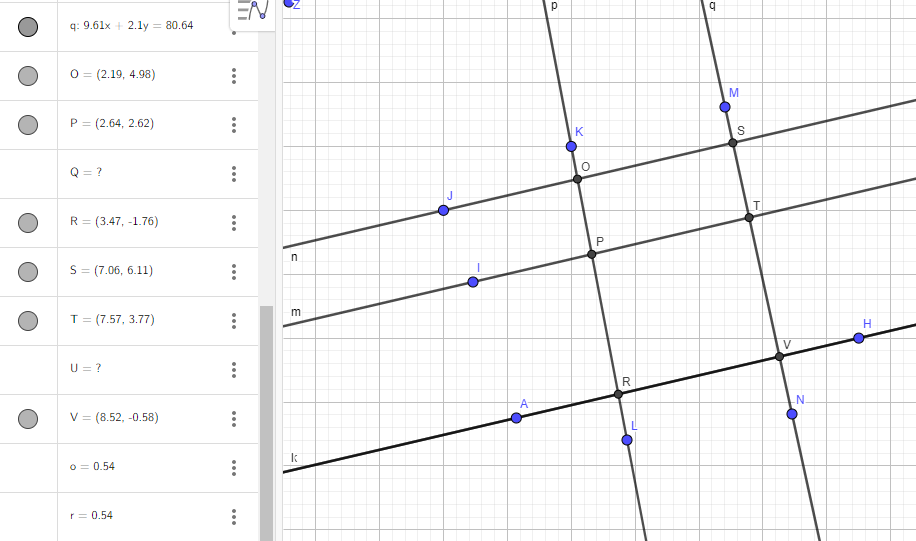 q: 9.61x + 2.1y = 80.64
O = (2.19, 4.98)
P = (2.64, 2.62)
Q = ?
R = (3.47, -1.76)
S = (7.06, 6.11)
T = (7.57, 3.77)
U = ?
V = (8.52, -0.58)
o = 0.54
r = 0.54
Z
p
q
M
K
S
O
J
T
P
n
I
m
H
V
R
A
N
L
k